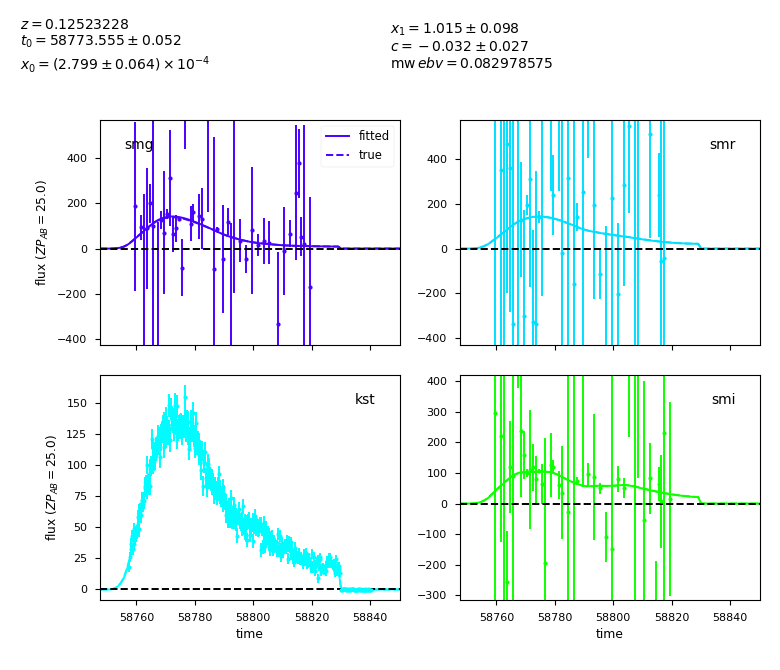 z = 0.12523228
t₀ = 58773.555 ± 0.052
x₀ = (2.799 ± 0.064) × 10⁻⁴
x₁ = 1.015 ± 0.098
c = −0.032 ± 0.027
mw ebv = 0.082978575
smg
fitted
true
flux (ZP_AB = 25.0)
400
200
0
−200
−400
smr
400
200
0
−200
−400
kst
flux (ZP_AB = 25.0)
150
125
100
75
50
25
0
58760 58780 58800 58820 58840
time
smi
400
300
200
100
0
−100
−200
−300
58760 58780 58800 58820 58840
time